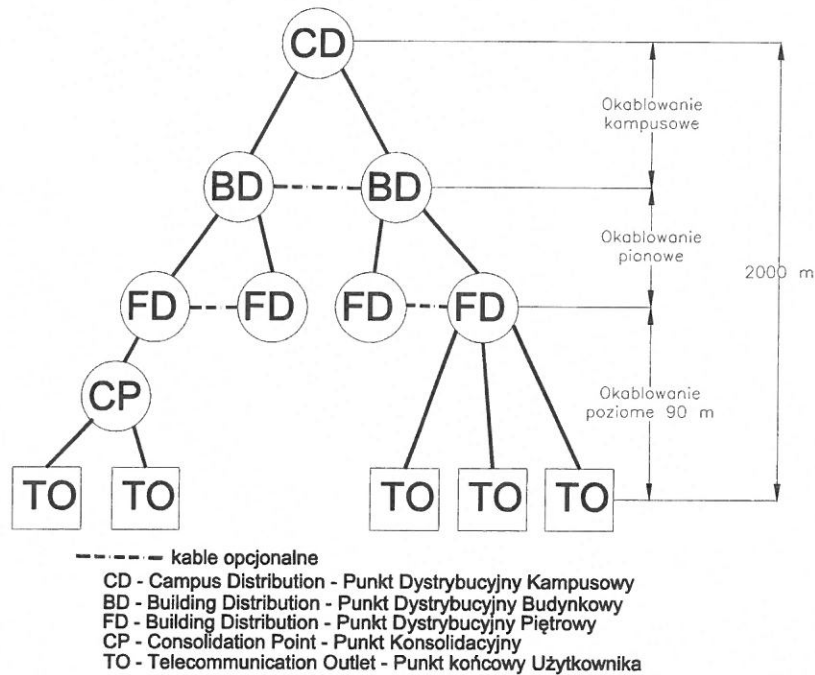 CD
Okablowanie
kampusowe
BD BD
Okablowanie
pionowe
2000 m
FD FD FD FD
CP
Okablowanie
poziome 90 m
TO TO TO TO TO
kable opcjonalne
CD - Campus Distribution - Punkt Dystrybucyjny Kampusowy
BD - Building Distribution - Punkt Dystrybucyjny Budynkowy
FD - Building Distribution - Punkt Dystrybucyjny Piętrowy
CP - Consolidation Point - Punkt Konsolidacyjny
TO - Telecommunication Outlet - Punkt końcowy Użytkownika